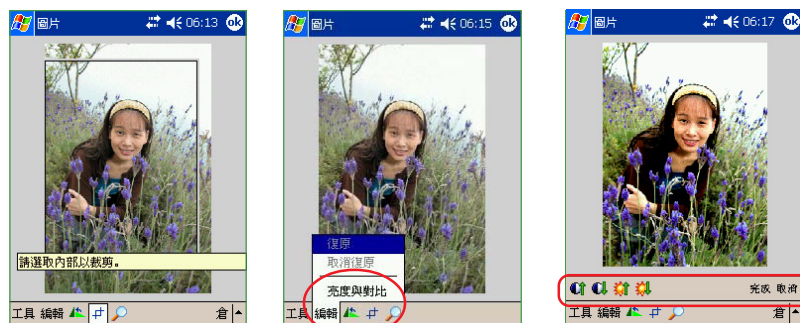 圖片 06:13 ok
請選取內部以裁剪。
工具 編輯 倉
圖片 06:15 ok
復原
取消復原
亮度與對比
工具 編輯 倉
圖片 06:17 ok
完成 取消
工具 倉